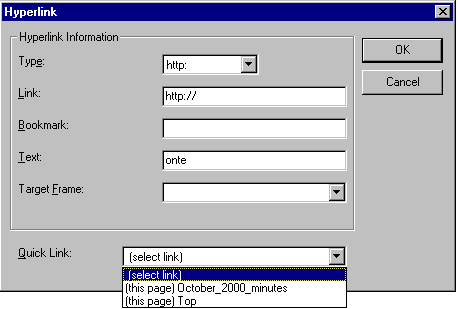 Hyperlink
Hyperlink Information
Type: http:
OK
Link: http://
Cancel
Bookmark:
Text: onte
Target Frame:
Quick Link: (select link)
(select link)
(this page) October_2000_minutes
(this page) Top